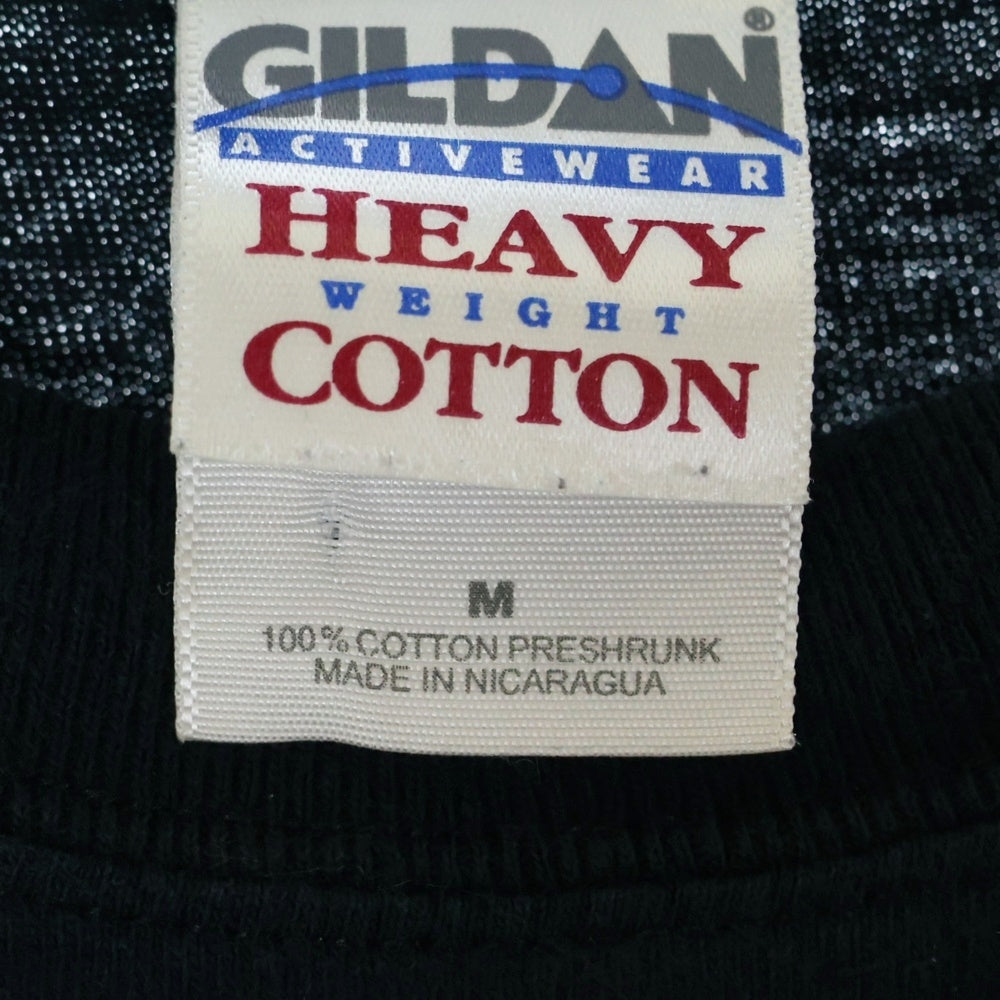 GILDAN®
ACTIVEWEAR
HEAVY
WEIGHT
COTTON
M
100% COTTON PRESHRUNK
MADE IN NICARAGUA